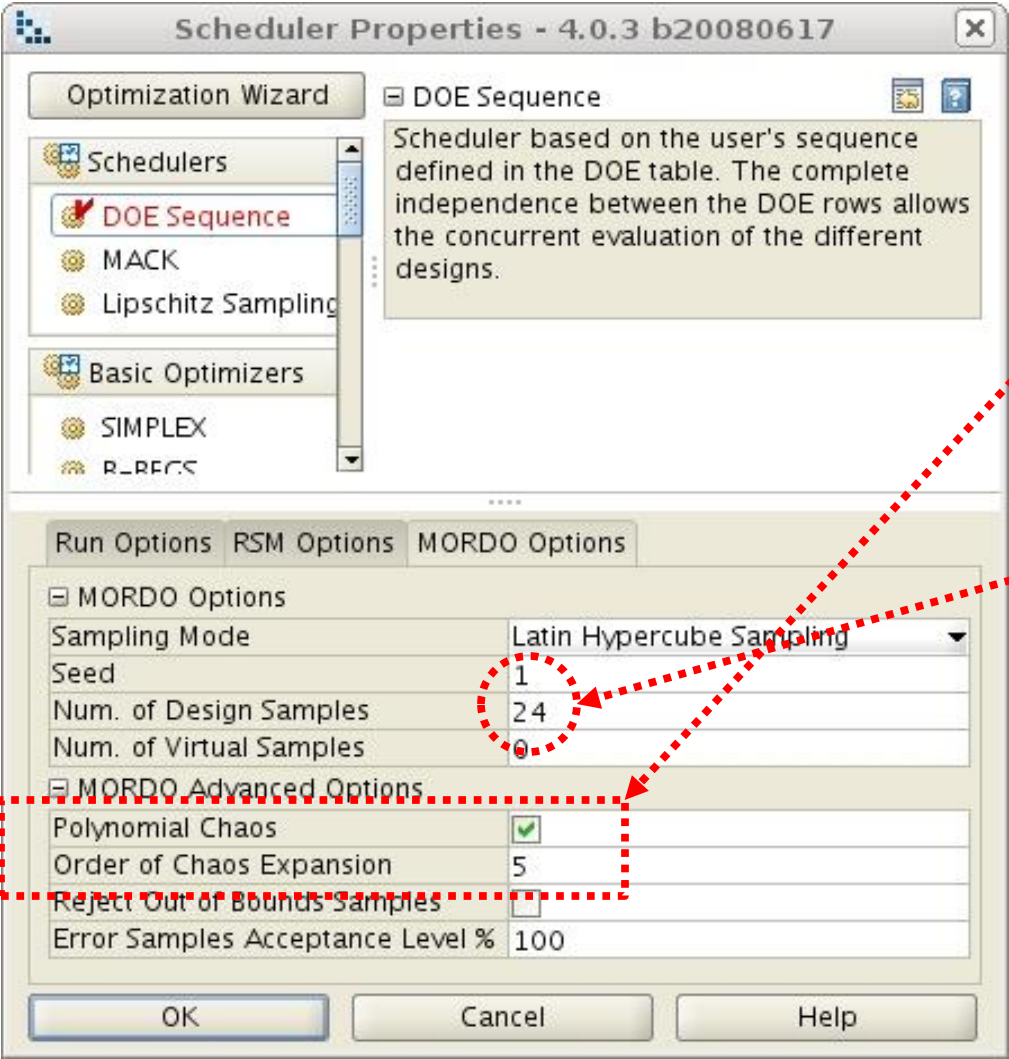 Scheduler Properties - 4.0.3 b20080617
Optimization Wizard
DOE Sequence
Scheduler based on the user's sequence
defined in the DOE table. The complete
independence between the DOE rows allows
the concurrent evaluation of the different
designs.
Schedulers
DOE Sequence
MACK
Lipschitz Sampling
Basic Optimizers
SIMPLEX
Run Options RSM Options MORDO Options
MORDO Options
Sampling Mode Latin Hypercube Sampling
Seed 1
Num. of Design Samples 24
Num. of Virtual Samples 0
MORDO Advanced Options
Polynomial Chaos
Order of Chaos Expansion 5
Reject Out of Bounds Samples
Error Samples Acceptance Level % 100
OK Cancel Help